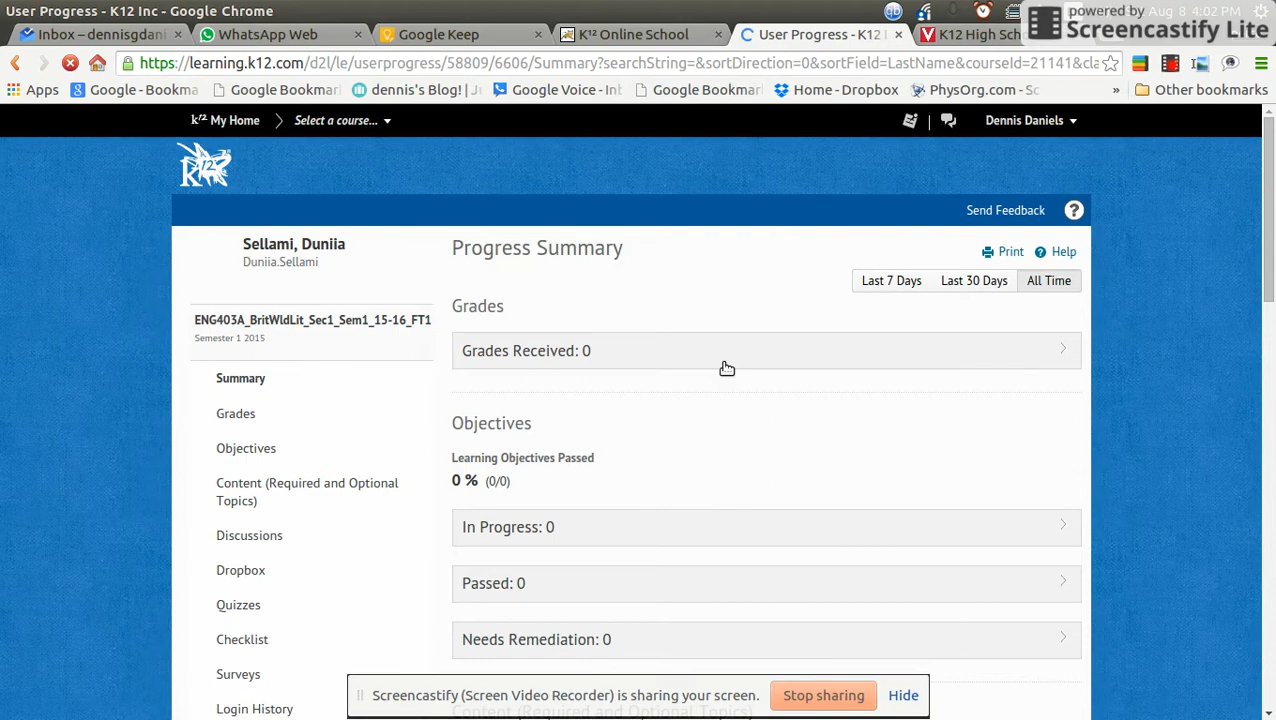 User Progress - K12 Inc - Google Chrome
Aug 8 4:02 PM
powered by
Screencastify Lite
Inbox – dennisgdani ×
WhatsApp Web ×
Google Keep ×
K¹² Online School ×
User Progress - K12 I ×
K12 High Sch
https://learning.k12.com/d2l/le/userprogress/58809/6606/Summary?searchString=&sortDirection=0&sortField=LastName&courseId=21141&cla
Apps
Google - Bookma
Google Bookmar
dennis's Blog! | Ju
Google Voice - Inb
Google Bookmar
Home - Dropbox
PhysOrg.com - Sc
»
Other bookmarks
k¹² My Home
Select a course...
Dennis Daniels
K12
Send Feedback
?
Sellami, Duniia
Duniia.Sellami
ENG403A_BritWldLit_Sec1_Sem1_15-16_FT1
Semester 1 2015
Summary
Grades
Objectives
Content (Required and Optional
Topics)
Discussions
Dropbox
Quizzes
Checklist
Surveys
Login History
Progress Summary
Print
Help
Last 7 Days
Last 30 Days
All Time
Grades
Grades Received: 0
Objectives
Learning Objectives Passed
0 % (0/0)
In Progress: 0
Passed: 0
Needs Remediation: 0
Content (Required and Optional Topics)
Screencastify (Screen Video Recorder) is sharing your screen.
Stop sharing
Hide